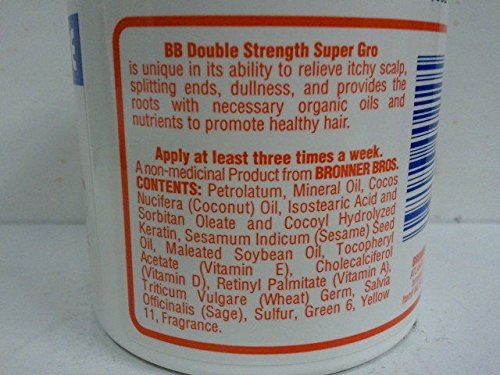 BB Double Strength Super Gro
is unique in its ability to relieve itchy scalp,
splitting ends, dullness, and provides the
roots with necessary organic oils and
nutrients to promote healthy hair.
Apply at least three times a week.
A non-medicinal Product from BRONNER BROS.
CONTENTS: Petrolatum, Mineral Oil, Cocos
Nucifera (Coconut) Oil, Isostearic Acid and
Sorbitan Oleate and Cocoyl Hydrolyzed
Keratin, Sesamum Indicum (Sesame) Seed
Oil, Maleated Soybean Oil, Tocopheryl
Acetate (Vitamin E), Cholecalciferol
(Vitamin D), Retinyl Palmitate (Vitamin A),
Triticum Vulgare (Wheat) Germ, Salvia
Officinalis (Sage), Sulfur, Green 6, Yellow
11, Fragrance.